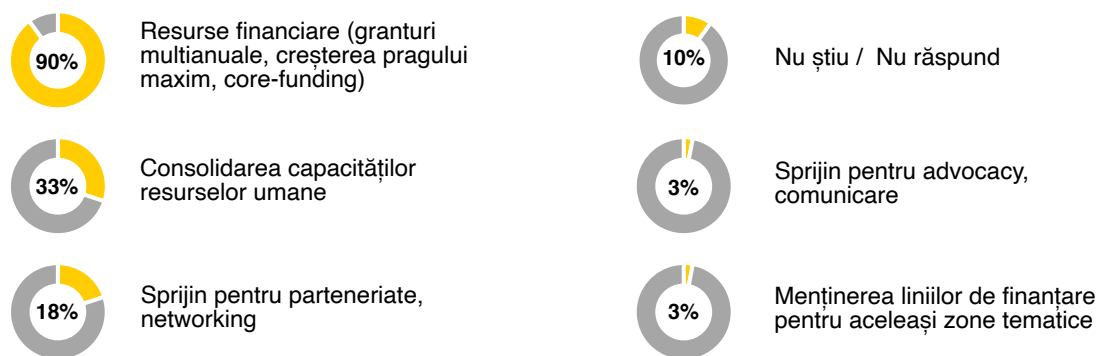 90%
Resurse financiare (granturi
multianuale, creșterea pragului
maxim, core-funding)
33%
Consolidarea capacităților
resurselor umane
18%
Sprijin pentru parteneriate,
networking
10%
Nu știu /  Nu răspund
3%
Sprijin pentru advocacy,
comunicare
3%
Menținerea liniilor de finanțare
pentru aceleași zone tematice